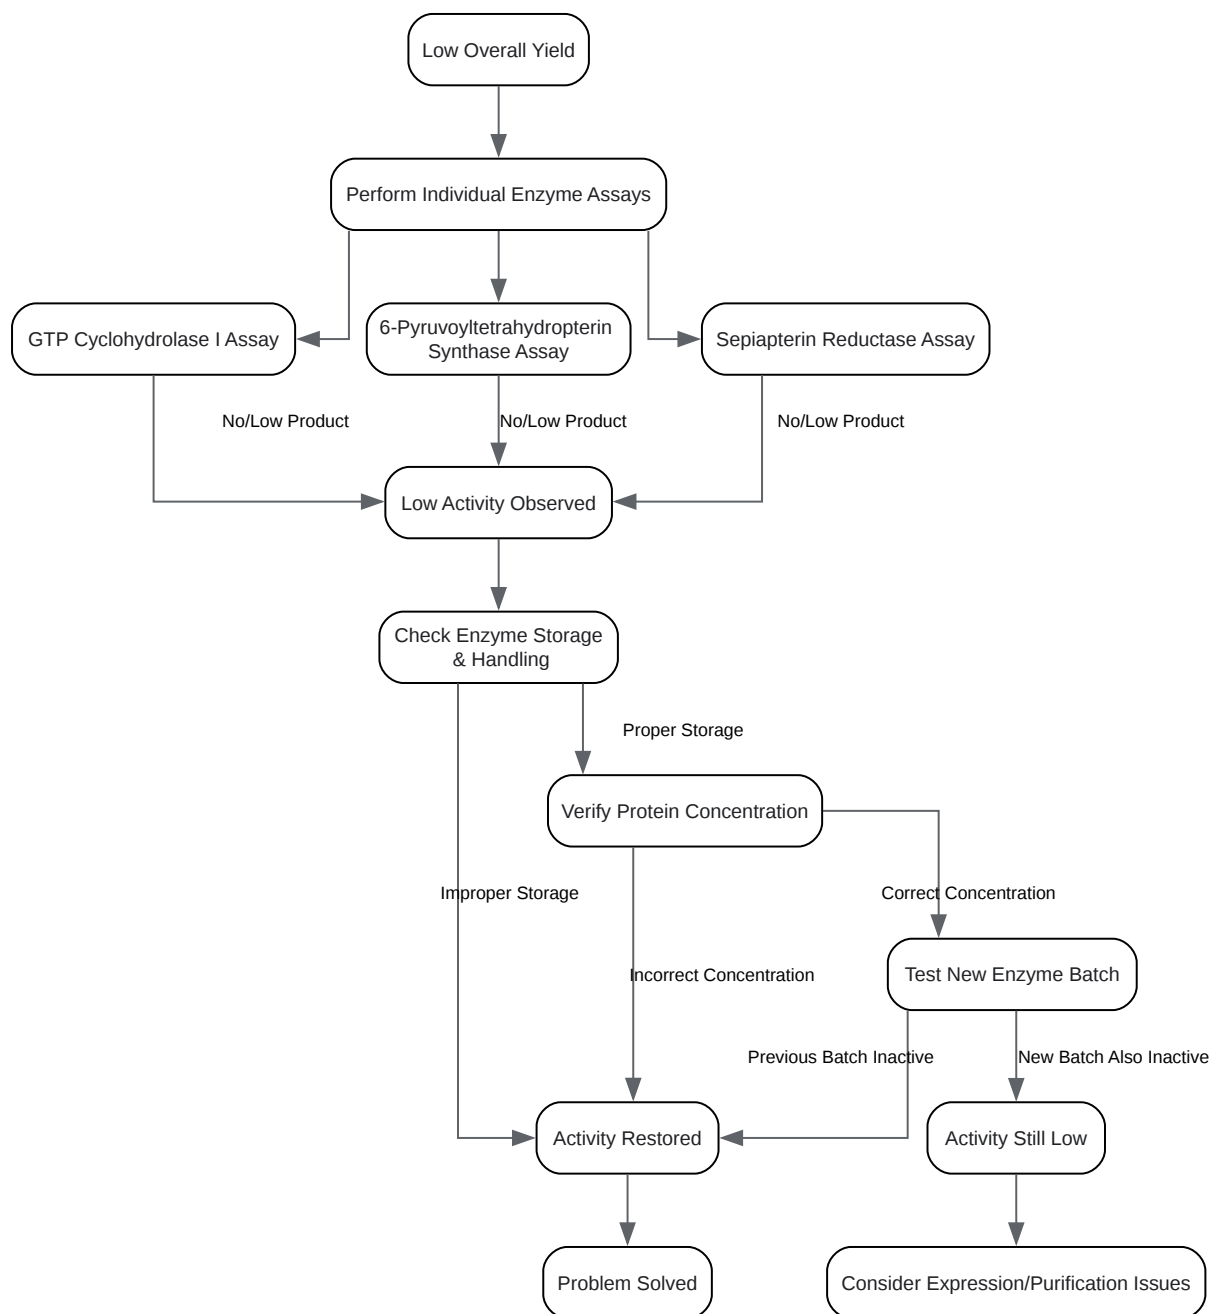 Low Overall Yield
Perform Individual Enzyme Assays
GTP Cyclohydrolase I Assay
6-Pyruvoyltetrahydropterin
Synthase Assay
Sepiapterin Reductase Assay
No/Low Product
No/Low Product
No/Low Product
Low Activity Observed
Check Enzyme Storage
& Handling
Proper Storage
Verify Protein Concentration
Improper Storage
Correct Concentration
Incorrect Concentration
Test New Enzyme Batch
Previous Batch Inactive
New Batch Also Inactive
Activity Restored
Activity Still Low
Problem Solved
Consider Expression/Purification Issues